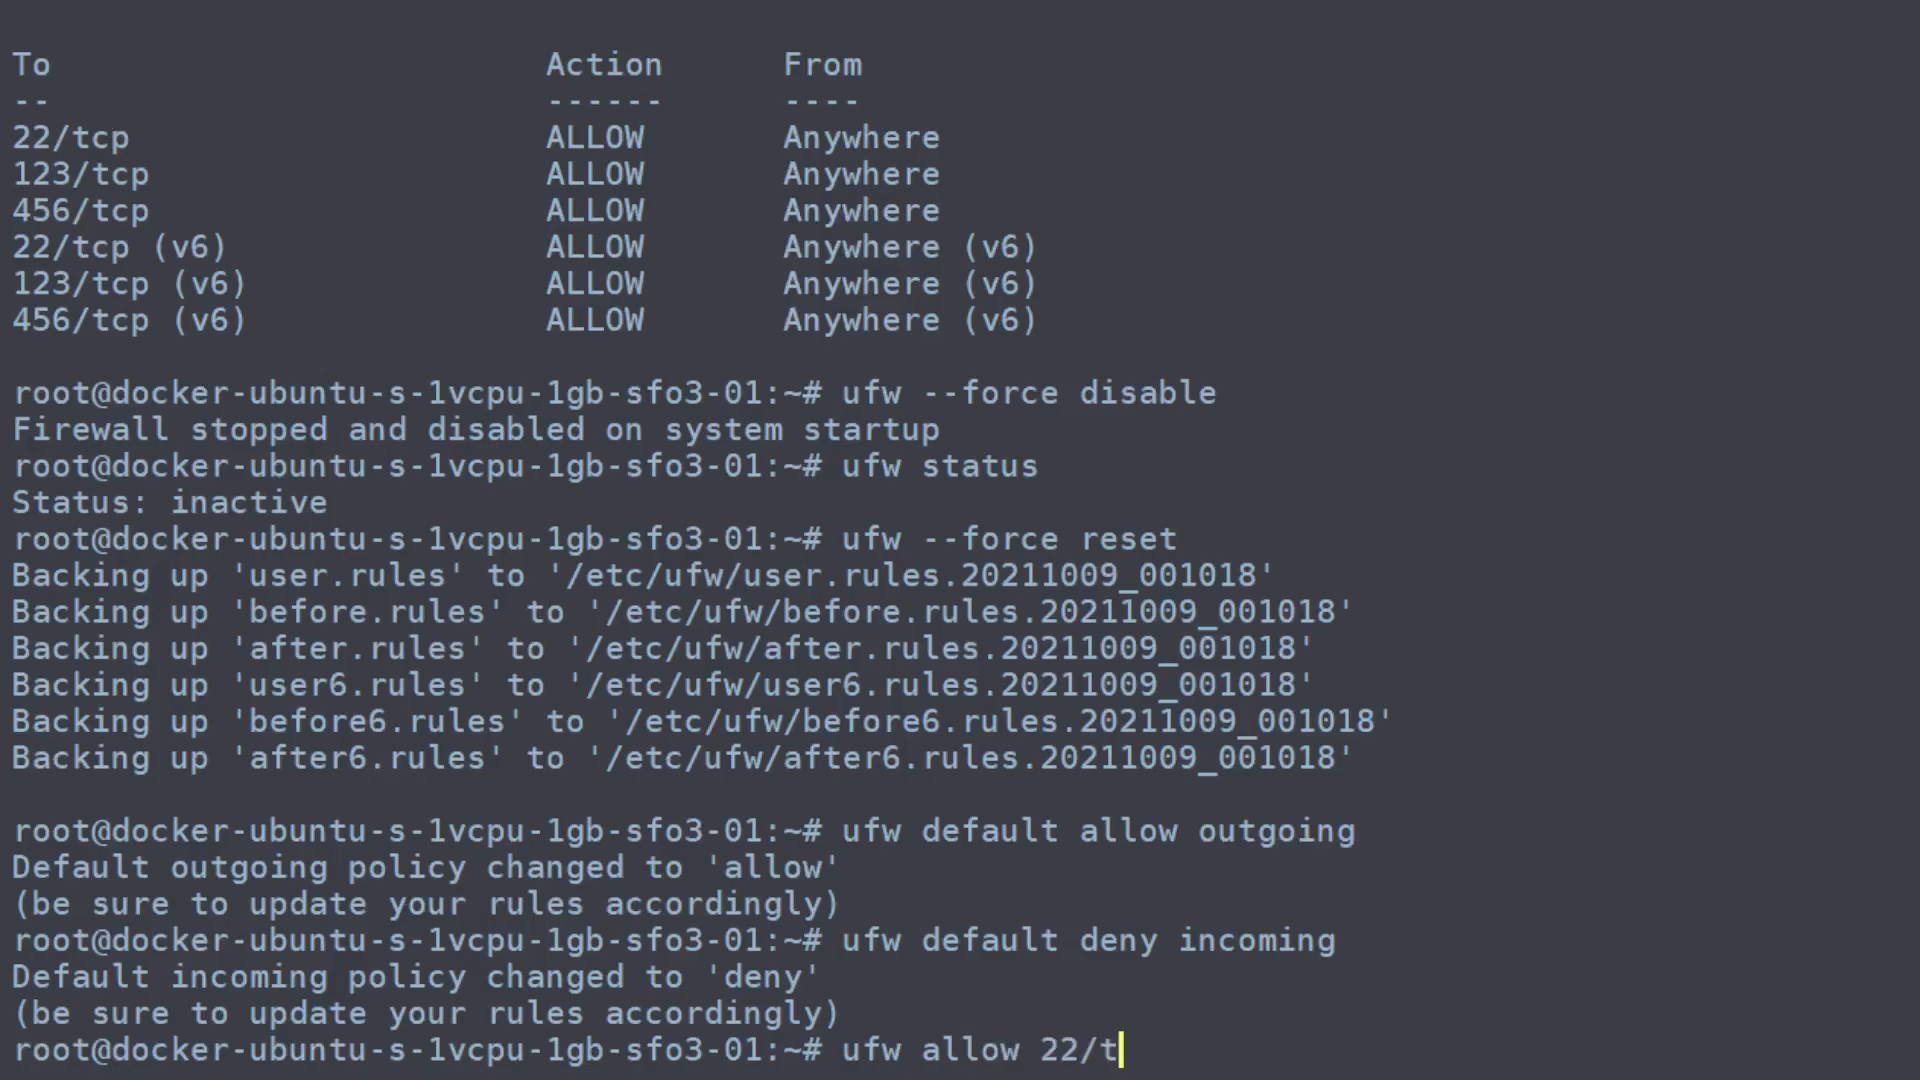 To                         Action      From
--                         ------      ----
22/tcp                     ALLOW       Anywhere
123/tcp                    ALLOW       Anywhere
456/tcp                    ALLOW       Anywhere
22/tcp (v6)                ALLOW       Anywhere (v6)
123/tcp (v6)               ALLOW       Anywhere (v6)
456/tcp (v6)               ALLOW       Anywhere (v6)
root@docker-ubuntu-s-1vcpu-1gb-sfo3-01:~# ufw --force disable
Firewall stopped and disabled on system startup
root@docker-ubuntu-s-1vcpu-1gb-sfo3-01:~# ufw status
Status: inactive
root@docker-ubuntu-s-1vcpu-1gb-sfo3-01:~# ufw --force reset
Backing up 'user.rules' to '/etc/ufw/user.rules.20211009_001018'
Backing up 'before.rules' to '/etc/ufw/before.rules.20211009_001018'
Backing up 'after.rules' to '/etc/ufw/after.rules.20211009_001018'
Backing up 'user6.rules' to '/etc/ufw/user6.rules.20211009_001018'
Backing up 'before6.rules' to '/etc/ufw/before6.rules.20211009_001018'
Backing up 'after6.rules' to '/etc/ufw/after6.rules.20211009_001018'
root@docker-ubuntu-s-1vcpu-1gb-sfo3-01:~# ufw default allow outgoing
Default outgoing policy changed to 'allow'
(be sure to update your rules accordingly)
root@docker-ubuntu-s-1vcpu-1gb-sfo3-01:~# ufw default deny incoming
Default incoming policy changed to 'deny'
(be sure to update your rules accordingly)
root@docker-ubuntu-s-1vcpu-1gb-sfo3-01:~# ufw allow 22/t